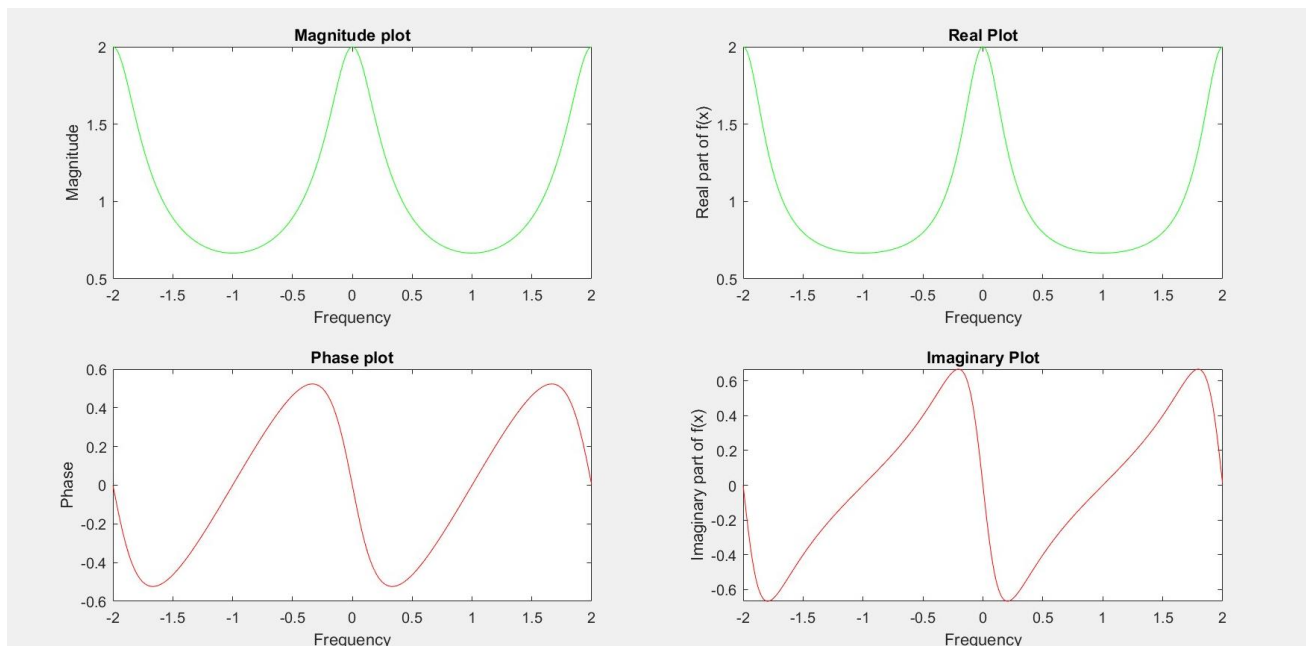 Magnitude plot
2
1.5
1
0.5
Magnitude
-2 -1.5 -1 -0.5 0 0.5 1 1.5 2
Frequency
Real Plot
2
1.5
1
0.5
Real part of f(x)
-2 -1.5 -1 -0.5 0 0.5 1 1.5 2
Frequency
Phase plot
0.6
0.4
0.2
0
-0.2
-0.4
-0.6
Phase
-2 -1.5 -1 -0.5 0 0.5 1 1.5 2
Frequency
Imaginary Plot
0.6
0.4
0.2
0
-0.2
-0.4
-0.6
Imaginary part of f(x)
-2 -1.5 -1 -0.5 0 0.5 1 1.5 2
Frequency